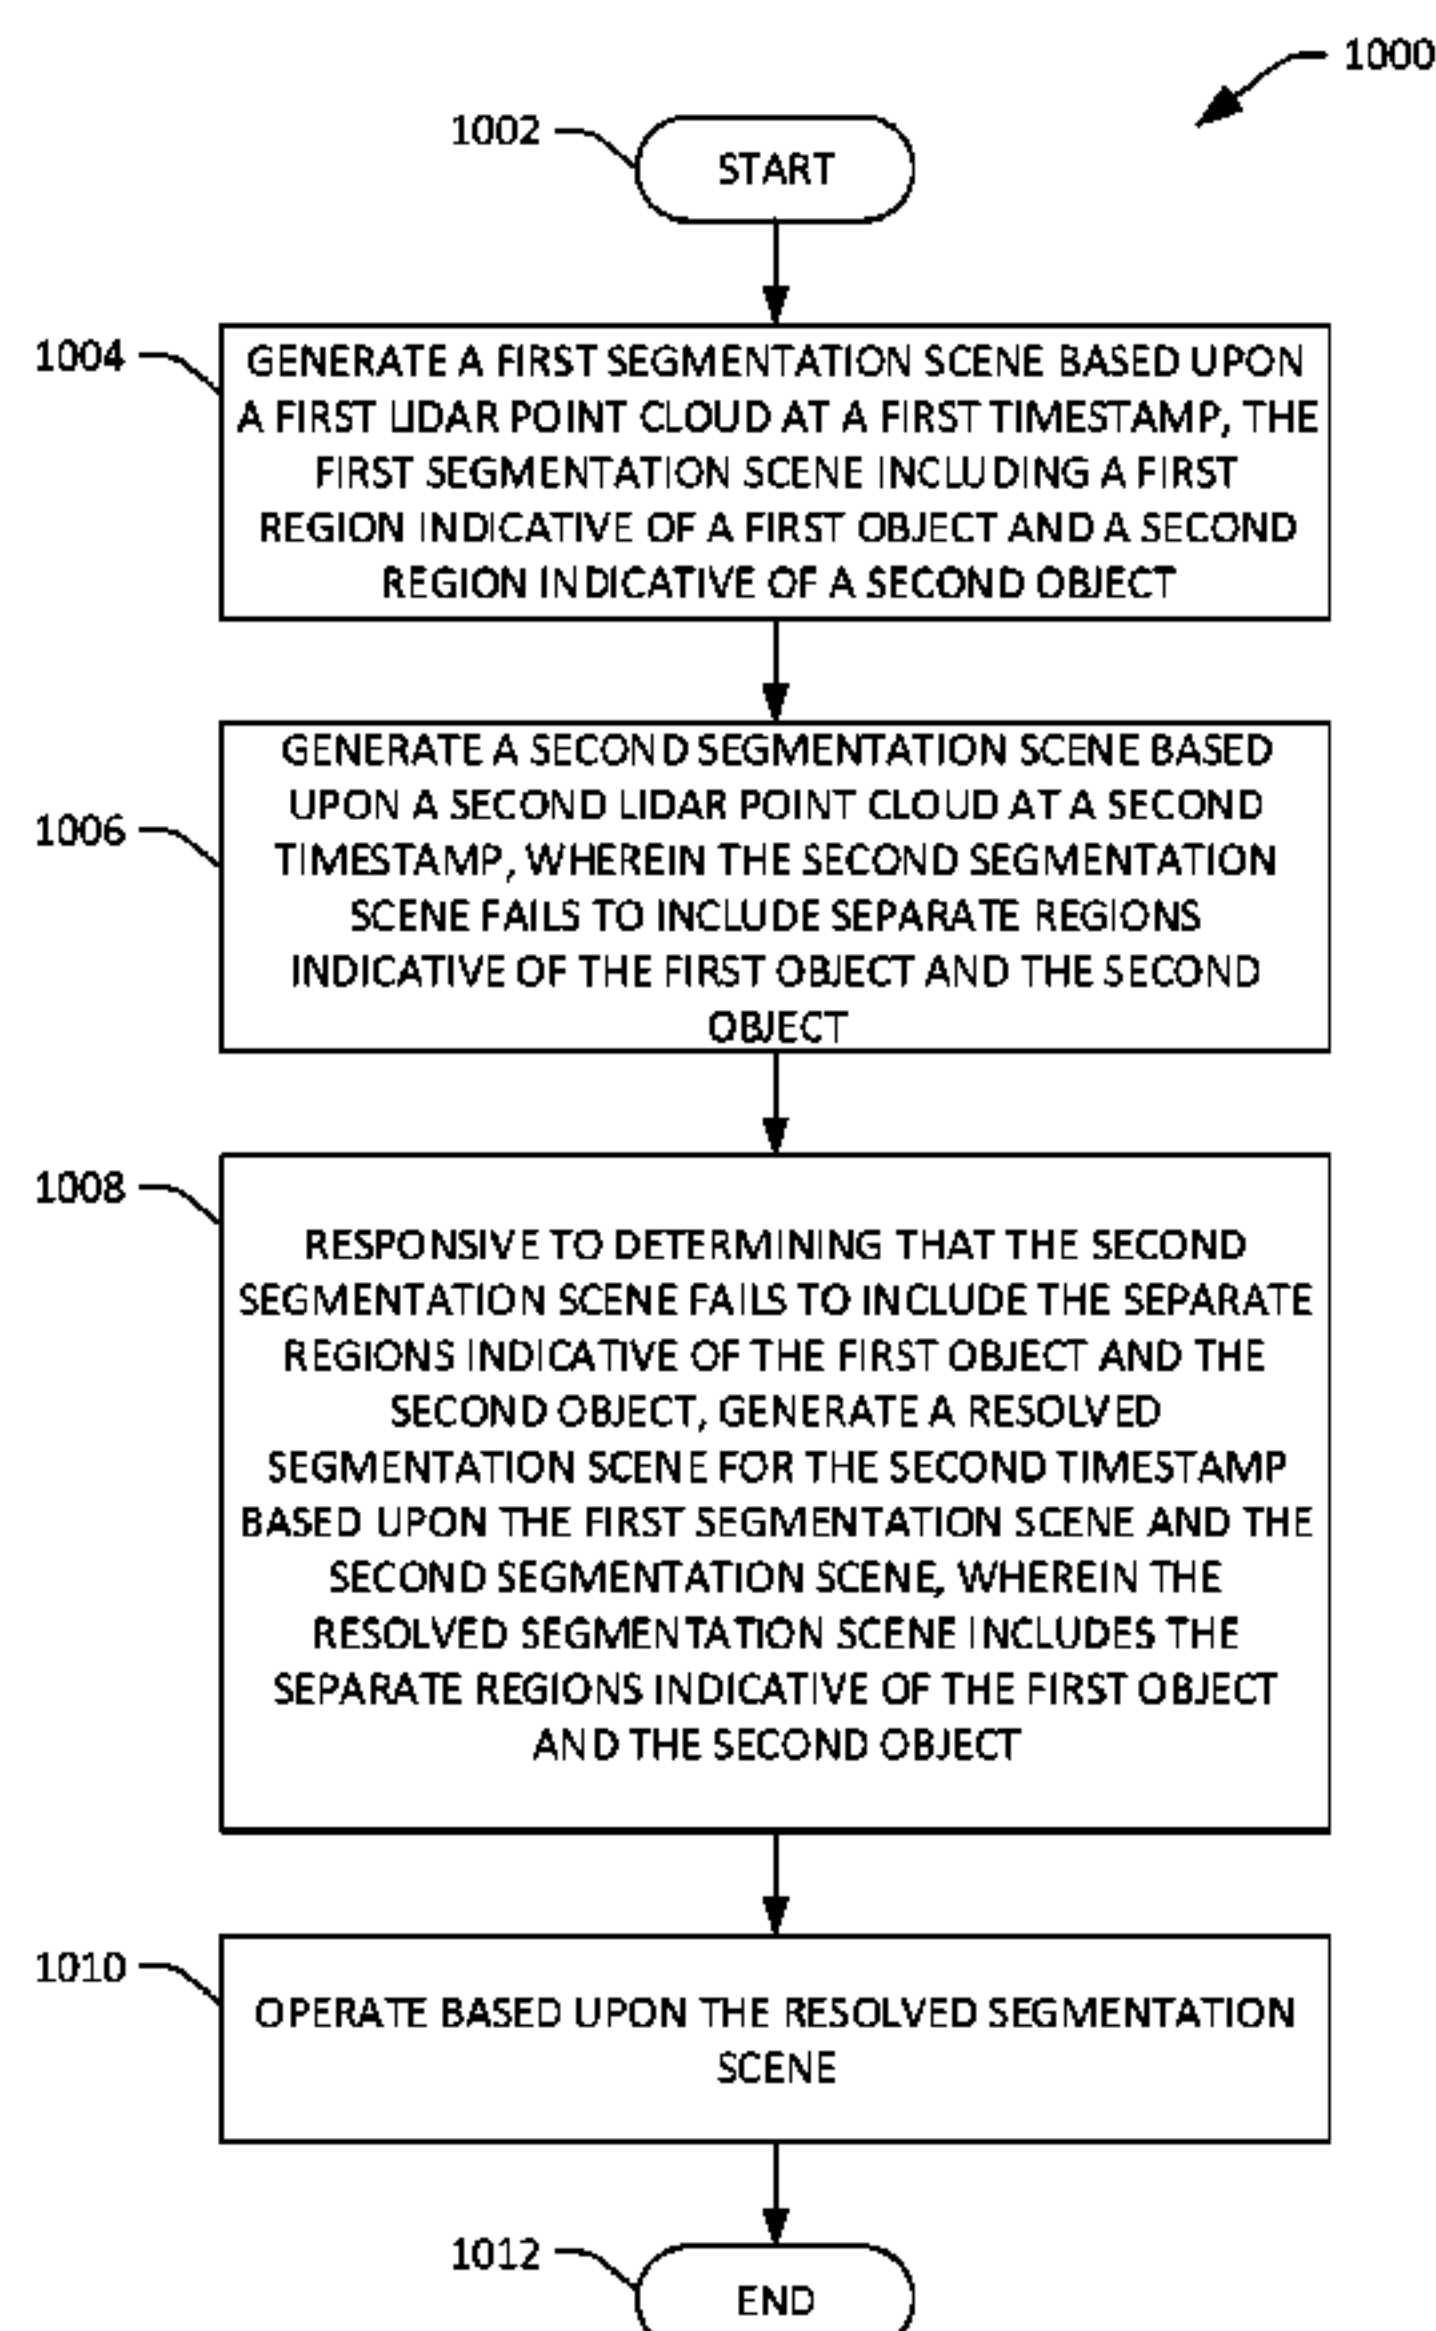 1000
1002
START
1004
GENERATE A FIRST SEGMENTATION SCENE BASED UPON
A FIRST LIDAR POINT CLOUD AT A FIRST TIMESTAMP, THE
FIRST SEGMENTATION SCENE INCLUDING A FIRST
REGION INDICATIVE OF A FIRST OBJECT AND A SECOND
REGION INDICATIVE OF A SECOND OBJECT
1006
GENERATE A SECOND SEGMENTATION SCENE BASED
UPON A SECOND LIDAR POINT CLOUD AT A SECOND
TIMESTAMP, WHEREIN THE SECOND SEGMENTATION
SCENE FAILS TO INCLUDE SEPARATE REGIONS
INDICATIVE OF THE FIRST OBJECT AND THE SECOND
OBJECT
1008
RESPONSIVE TO DETERMINING THAT THE SECOND
SEGMENTATION SCENE FAILS TO INCLUDE THE SEPARATE
REGIONS INDICATIVE OF THE FIRST OBJECT AND THE
SECOND OBJECT, GENERATE A RESOLVED
SEGMENTATION SCENE FOR THE SECOND TIMESTAMP
BASED UPON THE FIRST SEGMENTATION SCENE AND THE
SECOND SEGMENTATION SCENE, WHEREIN THE
RESOLVED SEGMENTATION SCENE INCLUDES THE
SEPARATE REGIONS INDICATIVE OF THE FIRST OBJECT
AND THE SECOND OBJECT
1010
OPERATE BASED UPON THE RESOLVED SEGMENTATION
SCENE
1012
END